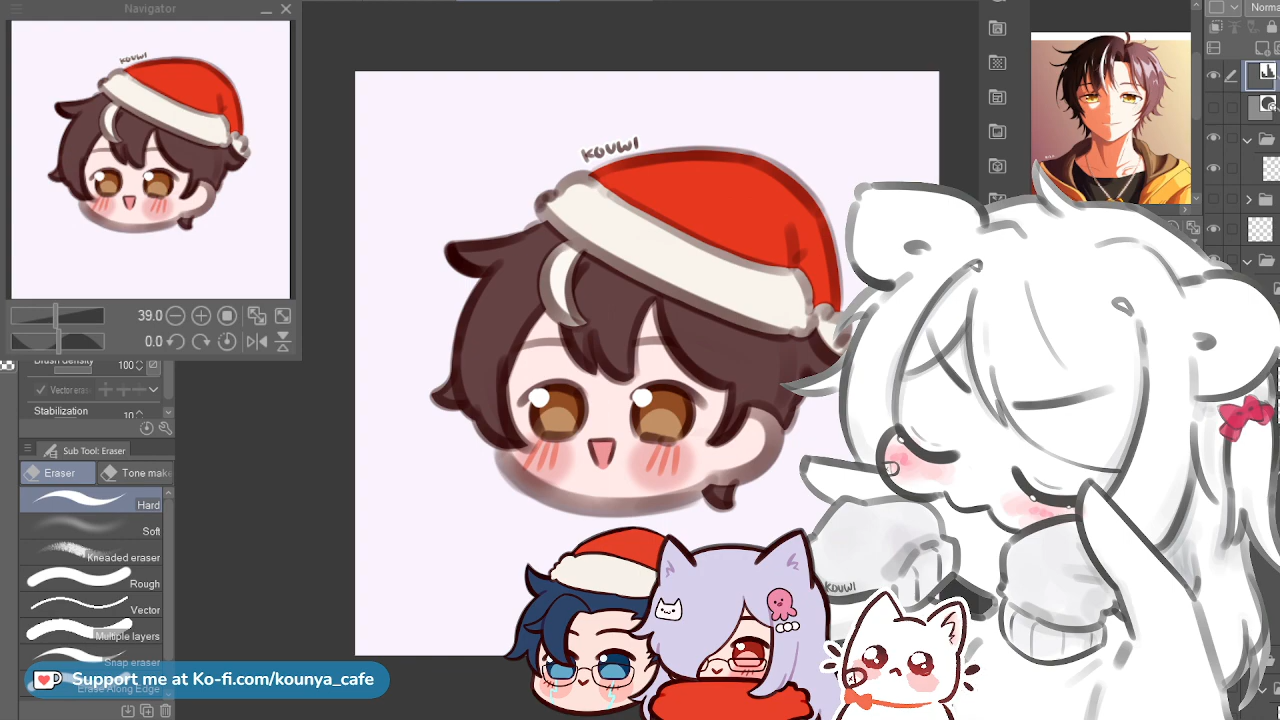 Navigator
KOUWI
39.0
0.0
Norma
KOUWI
Brush density
100
Vector eras
Stabilization
10
Sub Tool: Eraser
Eraser
Tone make
Hard
Soft
Kneaded eraser
Rough
Vector
Multiple layers
Snap eraser
Erase Along Edge
KOUWI
Support me at Ko-fi.com/kounya_cafe